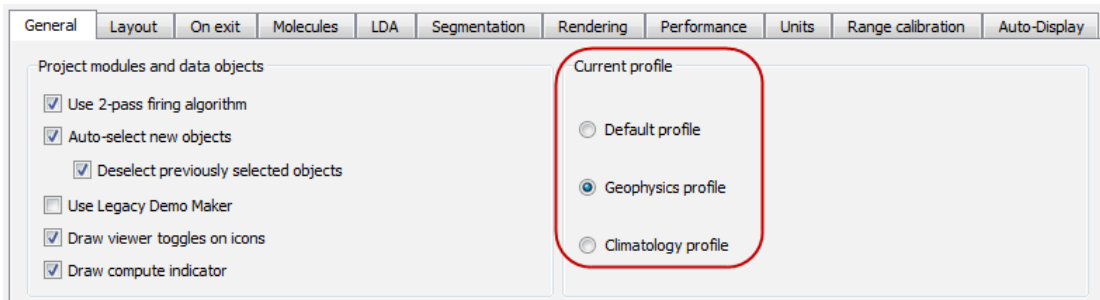 General Layout On exit Molecules LDA Segmentation Rendering Performance Units Range calibration Auto-Display
Project modules and data objects
Use 2-pass firing algorithm
Auto-select new objects
Deselect previously selected objects
Use Legacy Demo Maker
Draw viewer toggles on icons
Draw compute indicator
Current profile
Default profile
Geophysics profile
Climatology profile